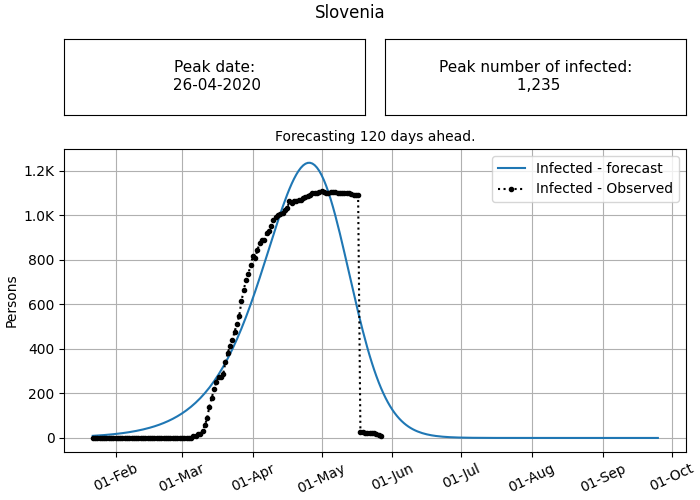 Slovenia
Peak date:
26-04-2020
Peak number of infected:
1,235
Forecasting 120 days ahead.
Infected - forecast
Infected - Observed
1.2K
1.0K
800
600
400
200
0
Persons
01-Feb
01-Mar
01-Apr
01-May
01-Jun
01-Jul
01-Aug
01-Sep
01-Oct